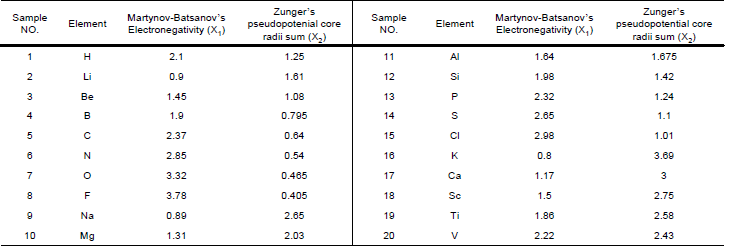 Sample NO. Element Martynov-Batsanov's Electronegativity (X1) Zunger's pseudopotenial core radii sum (X2) Sample NO. Element Martynov-Batsanov's Electronegativity (X1) Zunger's pseudopotenial core radii sum (X2)
1 H 2.1 1.25 11 Al 1.64 1.675
2 Li 0.9 1.61 12 Si 1.98 1.42
3 Be 1.45 1.08 13 P 2.32 1.24
4 B 1.9 0.795 14 S 2.65 1.1
5 C 2.37 0.64 15 Cl 2.98 1.01
6 N 2.85 0.54 16 K 0.8 3.69
7 O 3.32 0.465 17 Ca 1.17 3
8 F 3.78 0.405 18 Sc 1.5 2.75
9 Na 0.89 2.65 19 Ti 1.86 2.58
10 Mg 1.31 2.03 20 V 2.22 2.43